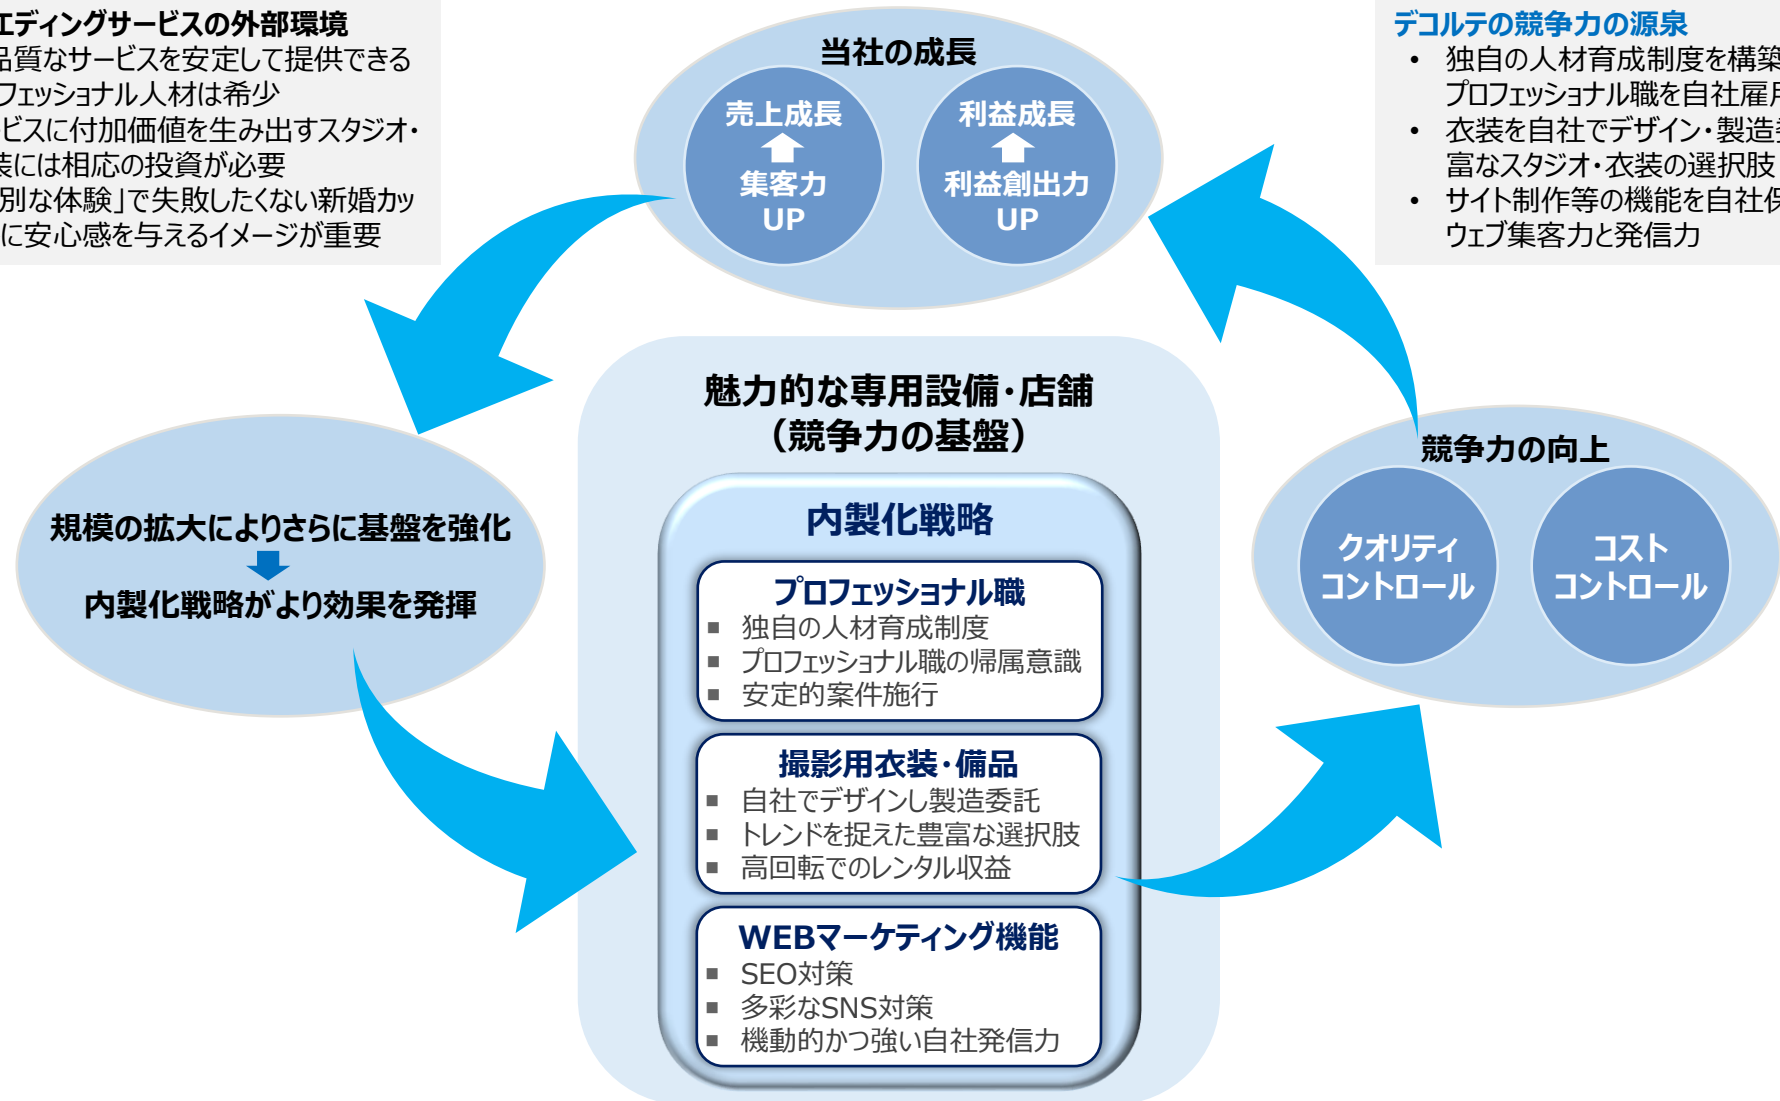 エディングサービスの外部環境
品質なサービスを安定して提供できる
フェッショナル人材は希少
ービスに付加価値を生み出すスタジオ・
装には相応の投資が必要
別な体験」で失敗したくない新婚カッ
に安心感を与えるイメージが重要
当社の成長
売上成長
集客力
UP
利益成長
利益創出力
UP
デコルテの競争力の源泉
• 独自の人材育成制度を構築
プロフェッショナル職を自社雇用
• 衣装を自社でデザイン・製造
富なスタジオ・衣装の選択肢
• サイト制作等の機能を自社保
ウェブ集客力と発信力
規模の拡大によりさらに基盤を強化
内製化戦略がより効果を発揮
魅力的な専用設備・店舗
（競争力の基盤）
内製化戦略
プロフェッショナル職
■ 独自の人材育成制度
■ プロフェッショナル職の帰属意識
■ 安定的案件施行
撮影用衣装・備品
■ 自社でデザインし製造委託
■ トレンドを捉えた豊富な選択肢
■ 高回転でのレンタル収益
WEBマーケティング機能
■ SEO対策
■ 多彩なSNS対策
■ 機動的かつ強い自社発信力
競争力の向上
クオリティ
コントロール
コスト
コントロール